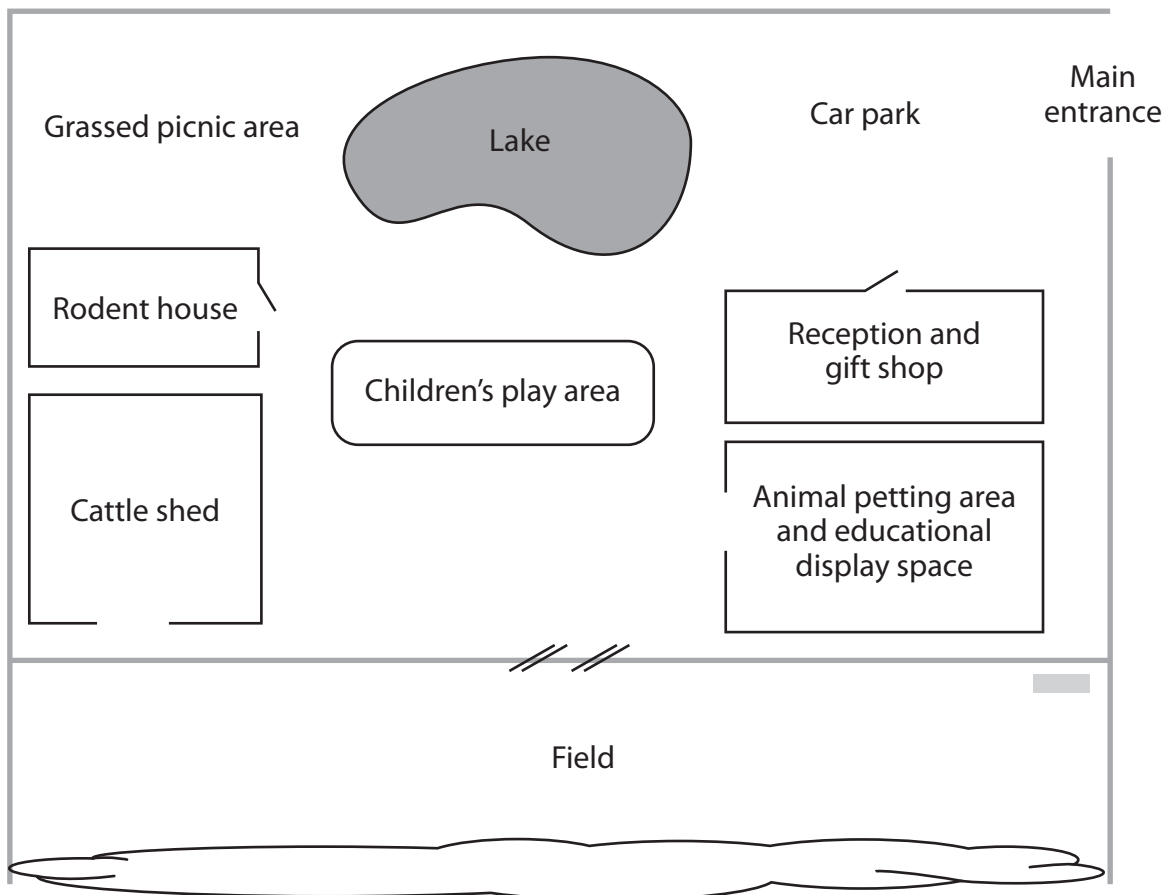 Main
entrance
Grassed picnic area
Lake
Car park
Rodent house
Reception and
gift shop
Children's play area
Cattle shed
Animal petting area
and educational
display space
Field